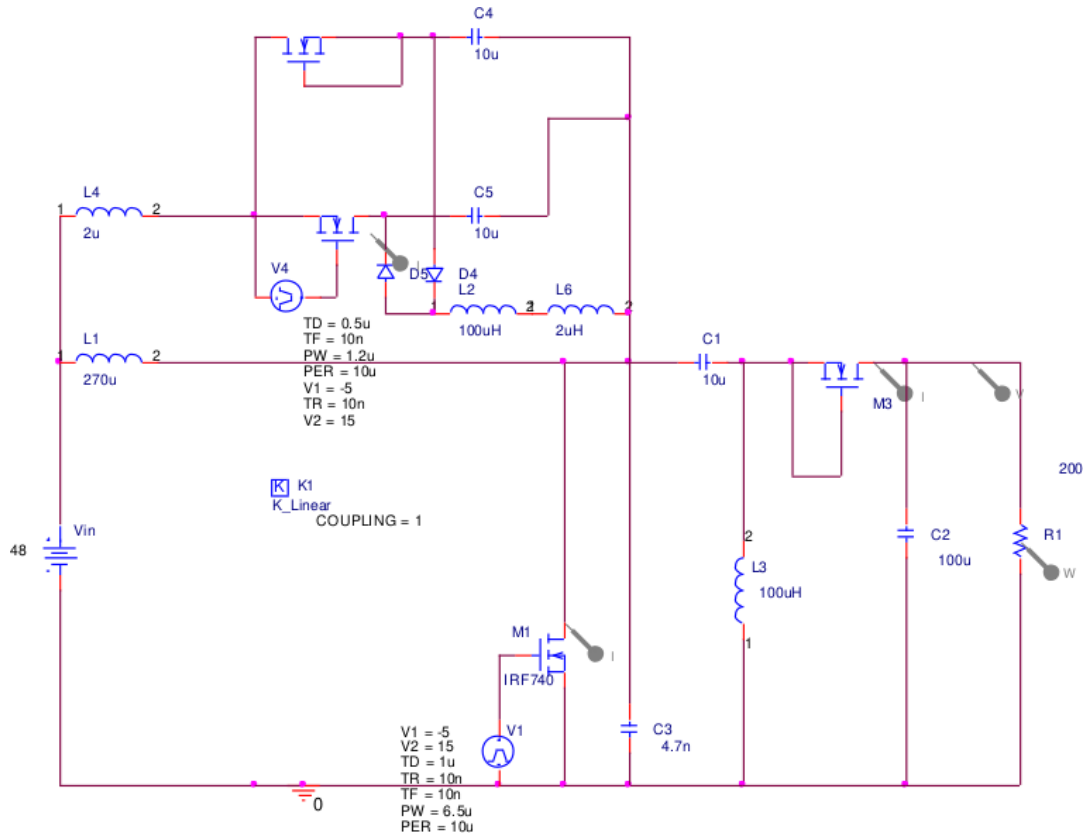 C4
10u
L4
1 2
2u
C5
10u
V4
D5
D4
L2
L6
1
2
2
100uH
2uH
TD = 0.5u
TF = 10n
PW = 1.2u
PER = 10u
V1 = -5
TR = 10n
V2 = 15
L1
1 2
270u
C1
10u
I
V
M3
200
K K1
K_Linear
COUPLING = 1
48
Vin
2
L3
100uH
1
C2
100u
R1
W
M1
IRF740
I
V1
V1 = -5
V2 = 15
TD = 1u
TR = 10n
TF = 10n
PW = 6.5u
PER = 10u
C3
4.7n
0